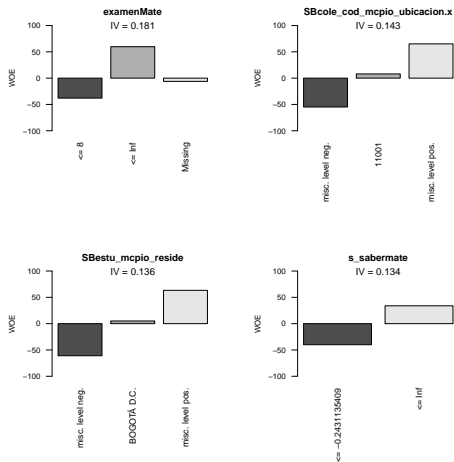 examenMate
IV = 0.181
WOE
100
50
0
−50
−100
<= 8
<= Inf
Missing
SBcole_cod_mcpio_ubicacion.x
IV = 0.143
WOE
100
50
0
−50
−100
misc. level neg.
11001
misc. level pos.
SBestu_mcpio_reside
IV = 0.136
WOE
100
50
0
−50
−100
misc. level neg.
BOGOTÁ D.C.
misc. level pos.
s_sabermate
IV = 0.134
WOE
100
50
0
−50
−100
<= −0.2431135409
<= Inf